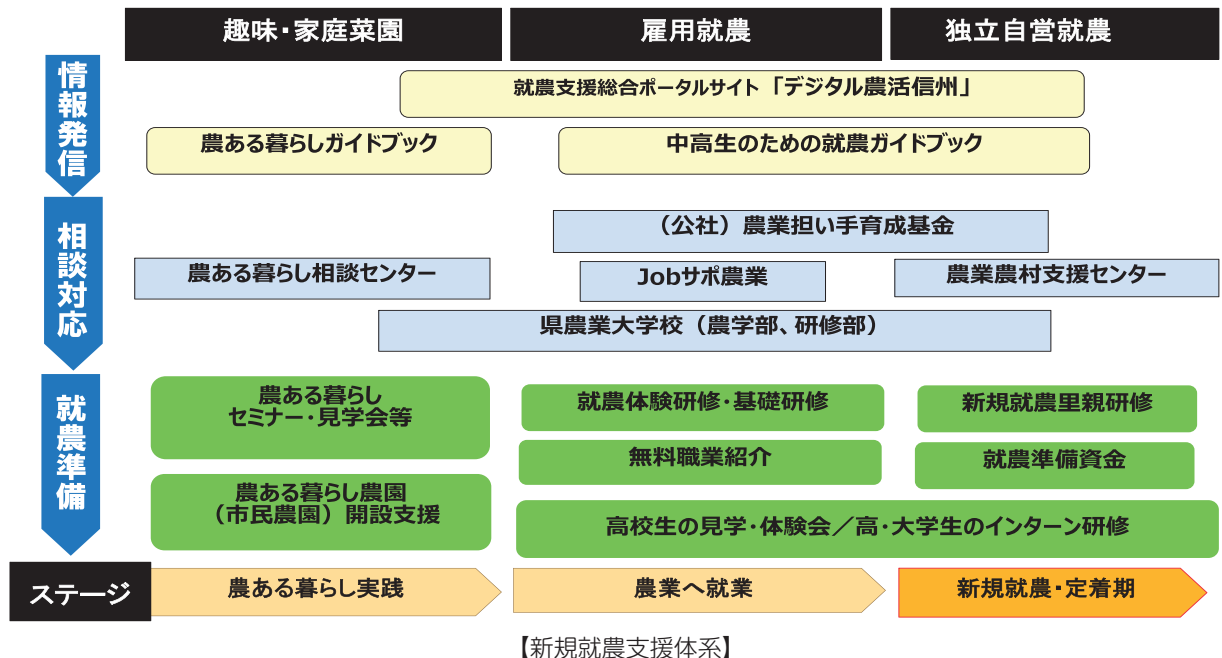 趣味・家庭菜園
雇用就農
独立自営就農
情報発信
就農支援総合ポータルサイト「デジタル農活信州」
農ある暮らしガイドブック
中高生のための就農ガイドブック
相談対応
(公社)農業担い手育成基金
農ある暮らし相談センター
Jobサポ農業
農業農村支援センター
県農業大学校(農学部、研修部)
就農準備
農ある暮らし
セミナー・見学会等
就農体験研修・基礎研修
新規就農里親研修
無料職業紹介
就農準備資金
農ある暮らし農園
(市民農園)開設支援
高校生の見学・体験会/高・大学生のインターン研修
ステージ
農ある暮らし実践
農業へ就業
新規就農・定着期
【新規就農支援体系】